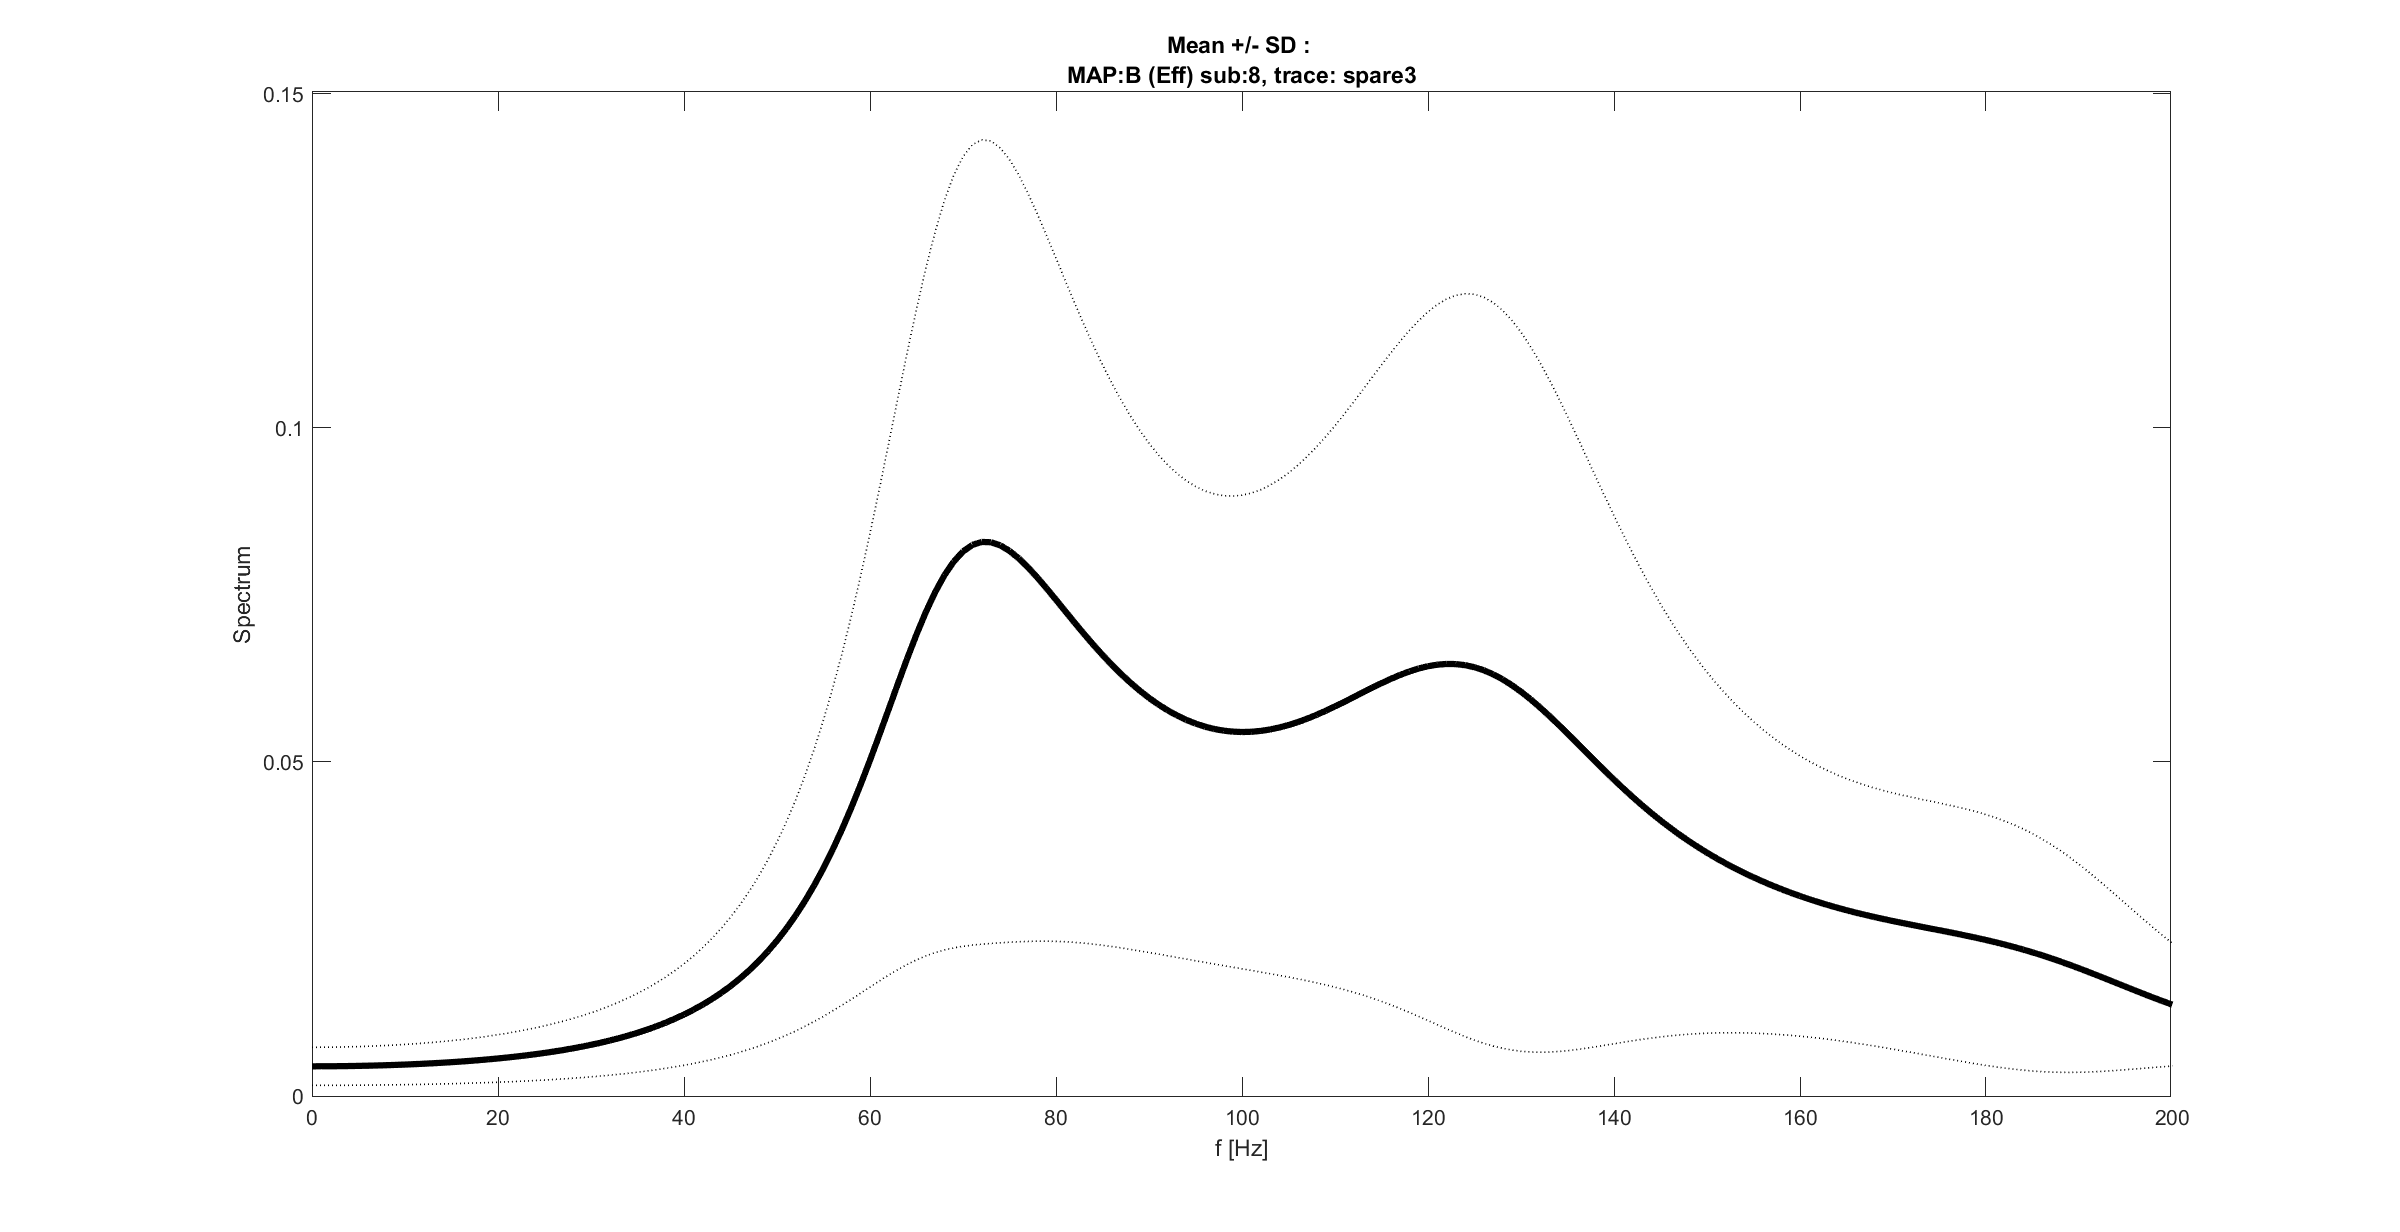 Mean +/- SD :
MAP:B (Eff) sub:8, trace: spare3
0.15
0.1
0.05
0
Spectrum
0 20 40 60 80 100 120 140 160 180 200
f [Hz]